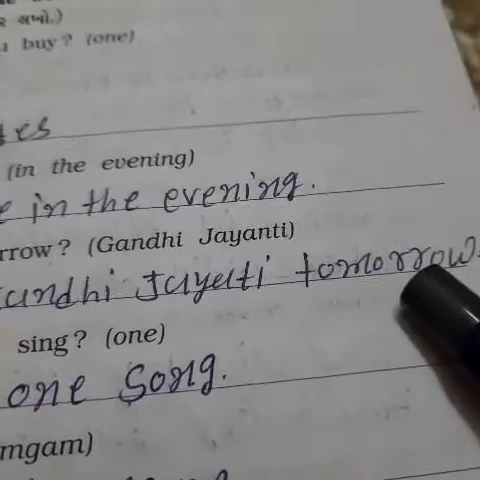 લખો.)
buy? (one)
(in the evening)
in the evening.
rrow? (Gandhi Jayanti)
andhi Jayeti tomorrow.
sing? (one)
one song.
mgam)